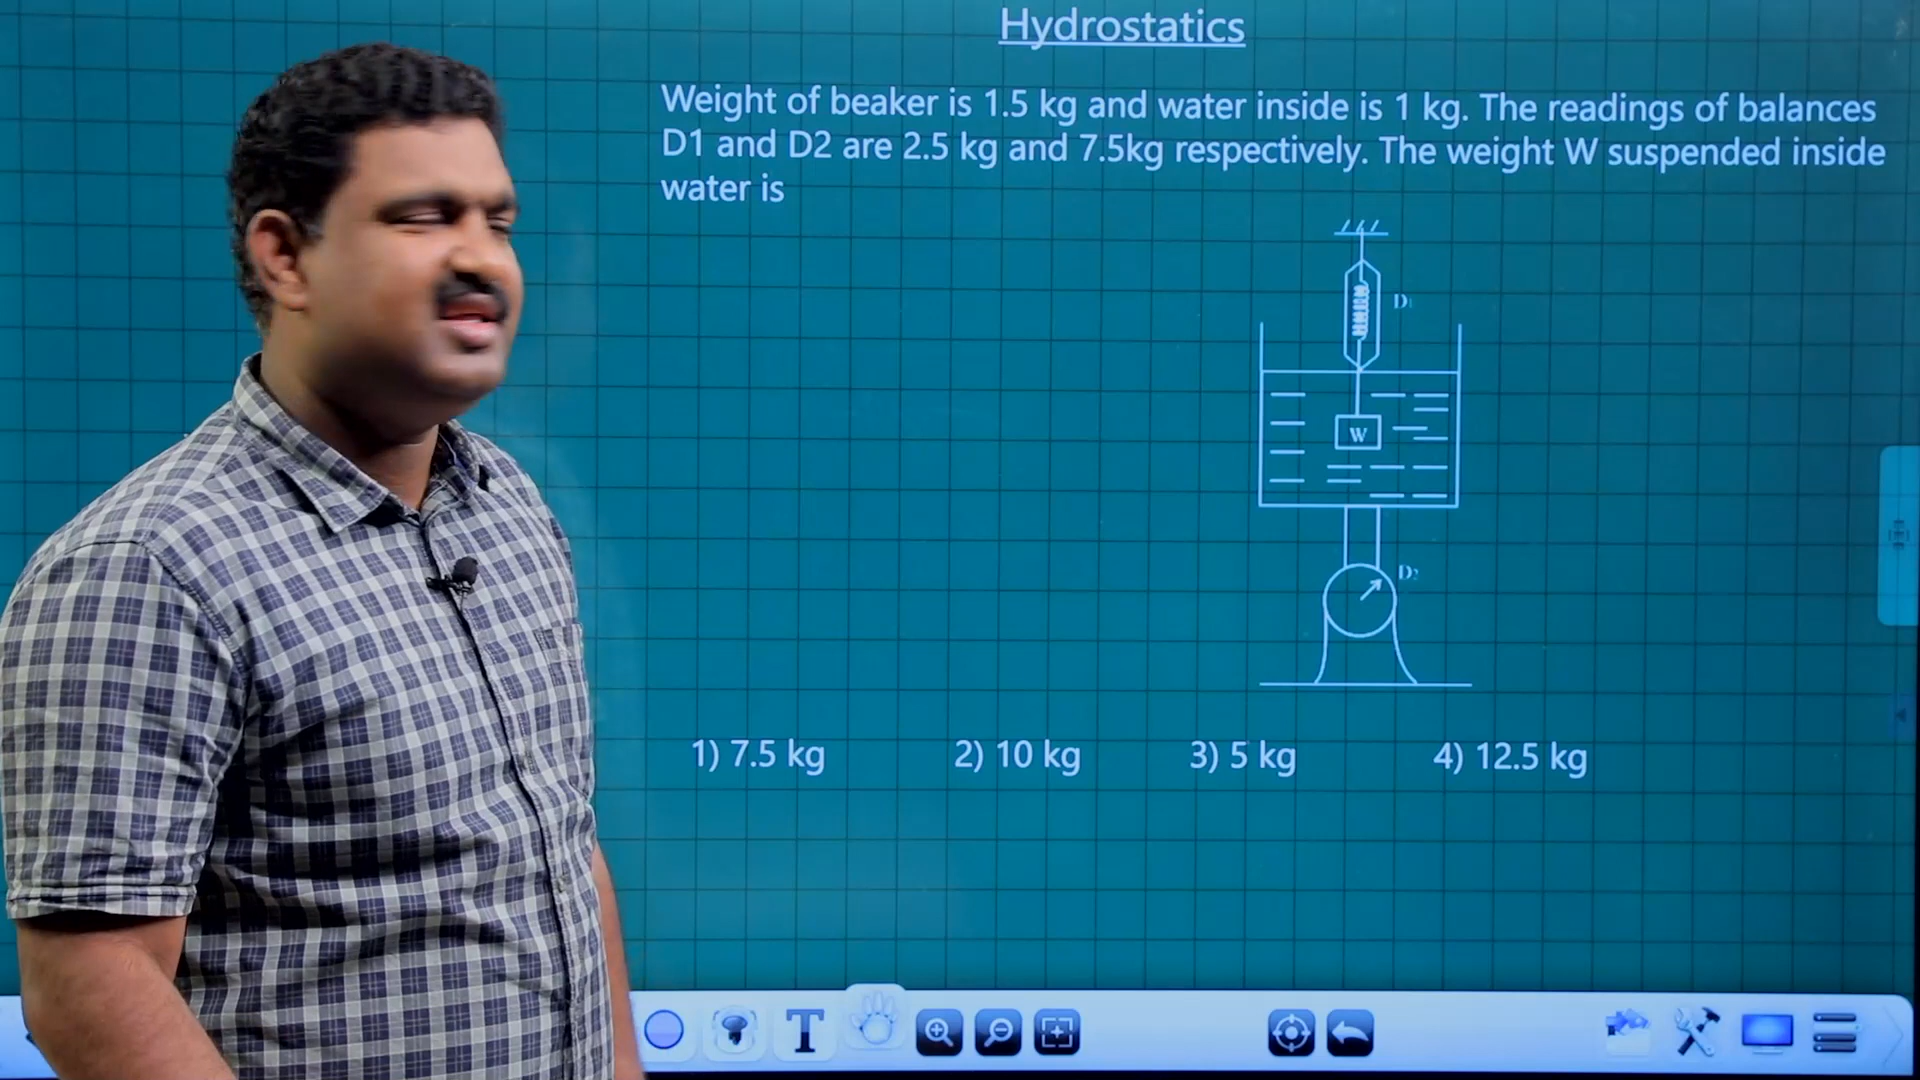 Hydrostatics
Weight of beaker is 1.5 kg and water inside is 1 kg. The readings of balances
D1 and D2 are 2.5 kg and 7.5kg respectively. The weight W suspended inside
water is
D1
W
D2
1) 7.5 kg 2) 10 kg 3) 5 kg 4) 12.5 kg
T